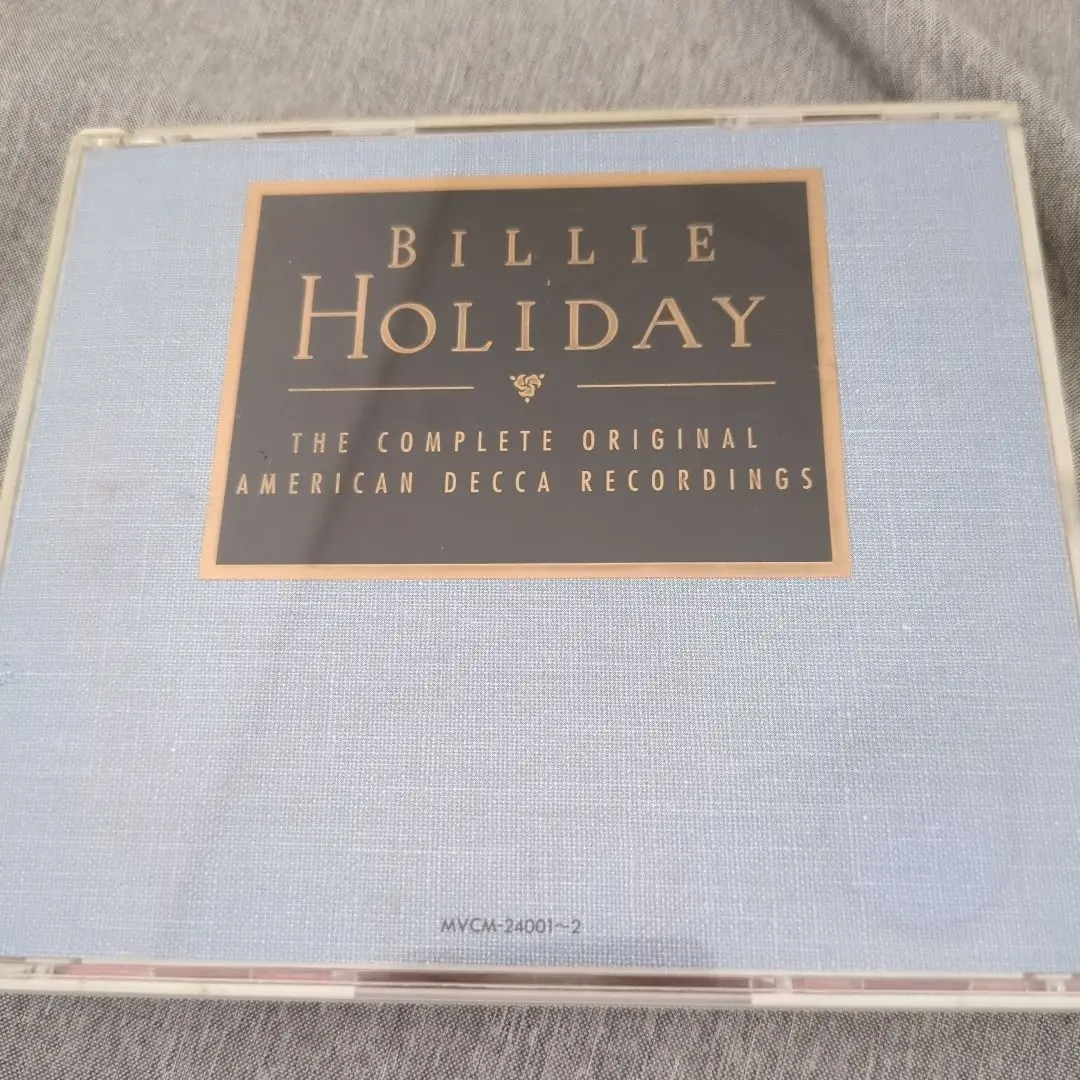 BILLIE
HOLIDAY
THE COMPLETE ORIGINAL
AMERICAN DECCA RECORDINGS
MVCM-24001~2